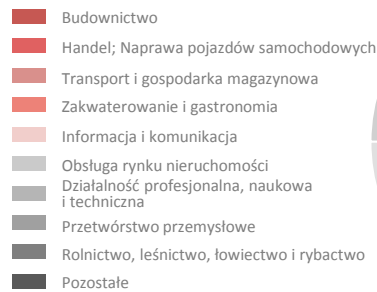 Budownictwo
Handel; Naprawa pojazdów samochodowych
Transport i gospodarka magazynowa
Zakwaterowanie i gastronomia
Informacja i komunikacja
Obsługa rynku nieruchomości
Działalność profesjonalna, naukowa
i techniczna
Przetwórstwo przemysłowe
Rolnictwo, leśnictwo, łowiectwo i rybactwo
Pozostałe